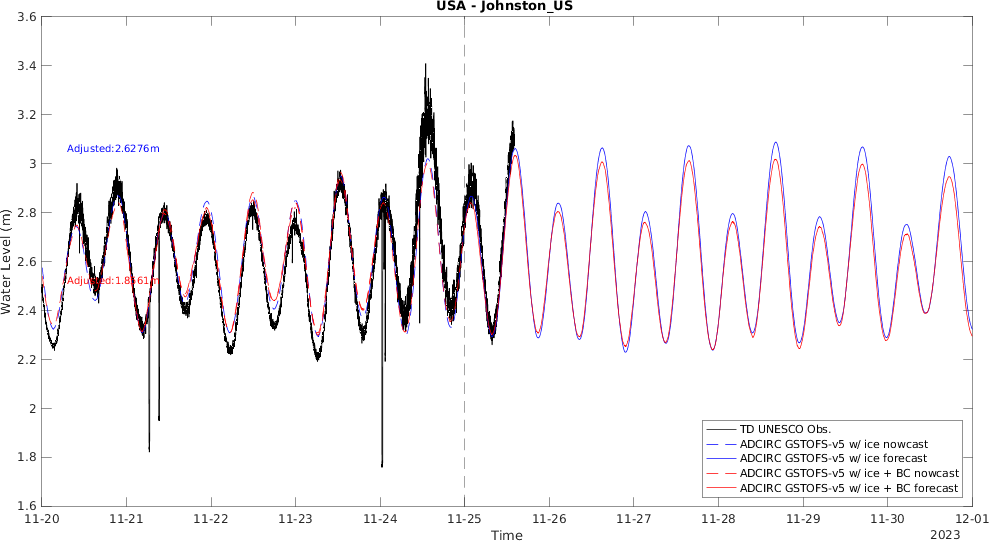 USA - Johnston_US
3.6
3.4
3.2
3
2.8
2.6
2.4
2.2
2
1.8
1.6
Water Level (m)
Adjusted:2.6276m
Adjusted:1.8561m
TD UNESCO Obs.
ADCIRC GSTOFS-v5 w/ ice nowcast
ADCIRC GSTOFS-v5 w/ ice forecast
ADCIRC GSTOFS-v5 w/ ice + BC nowcast
ADCIRC GSTOFS-v5 w/ ice + BC forecast
11-20 11-21 11-22 11-23 11-24 11-25 11-26 11-27 11-28 11-29 11-30 12-01
Time
2023